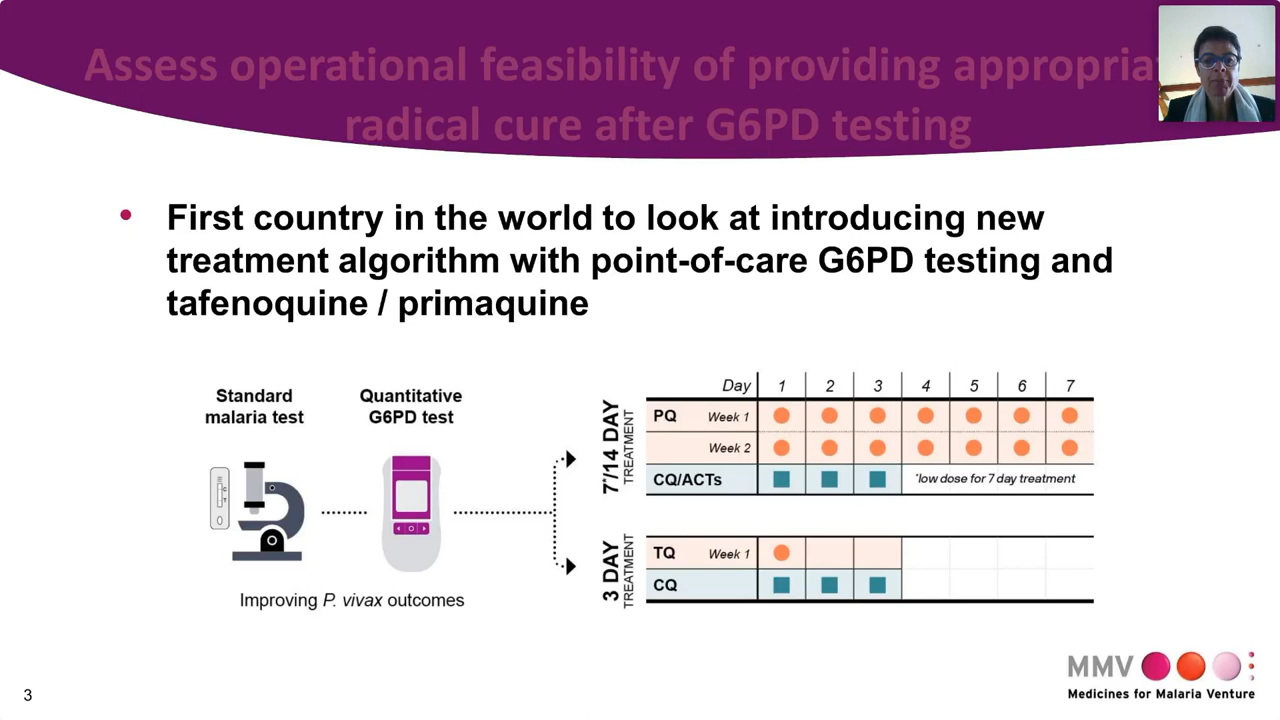 Assess operational feasibility of providing
radical cure after G6PD testing
• First country in the world to look at introducing new
treatment algorithm with point-of-care G6PD testing and
tafenoquine / primaquine
Standard
malaria test
Quantitative
G6PD test
C
T
Improving P. vivax outcomes
7*/14 DAY
TREATMENT
Day 1 2 3 4 5 6 7
PQ Week 1
Week 2
CQ/ACTs *low dose for 7 day treatment
3 DAY
TREATMENT
TQ Week 1
CQ
MMV
Medicines for Malaria Venture
3